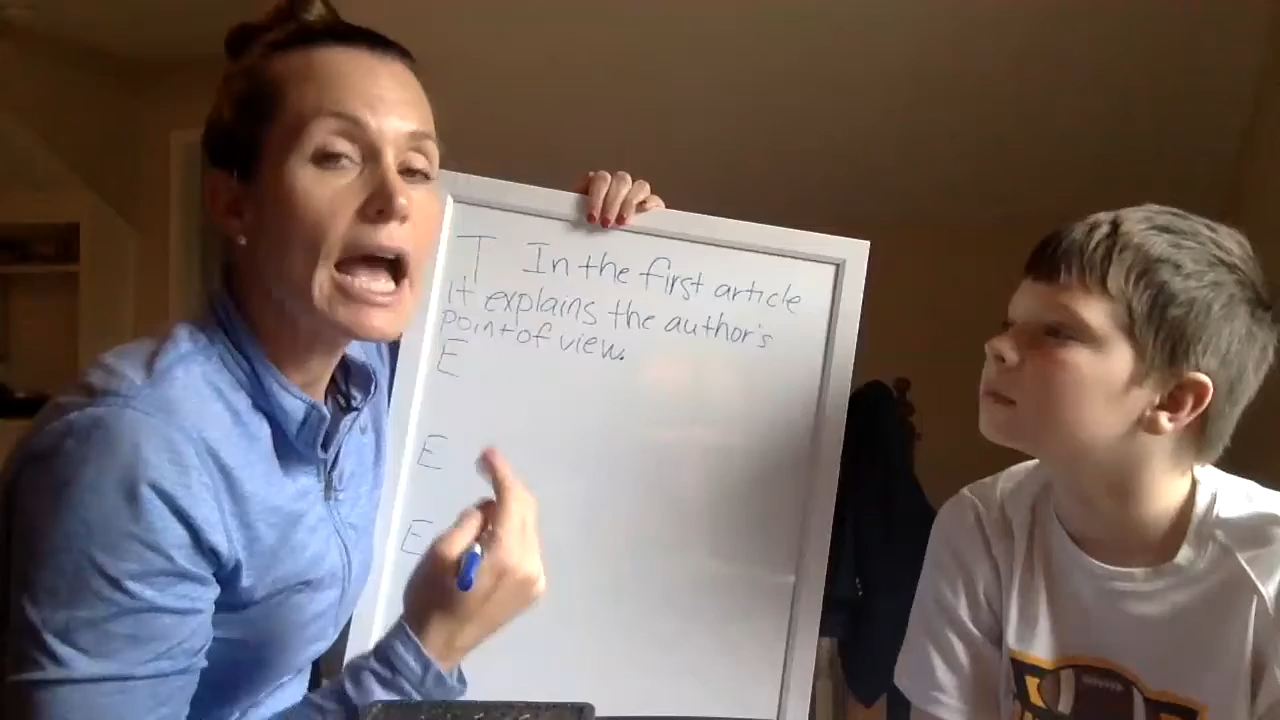 T In the first article
it explains the author's
point of view.
E
E
E